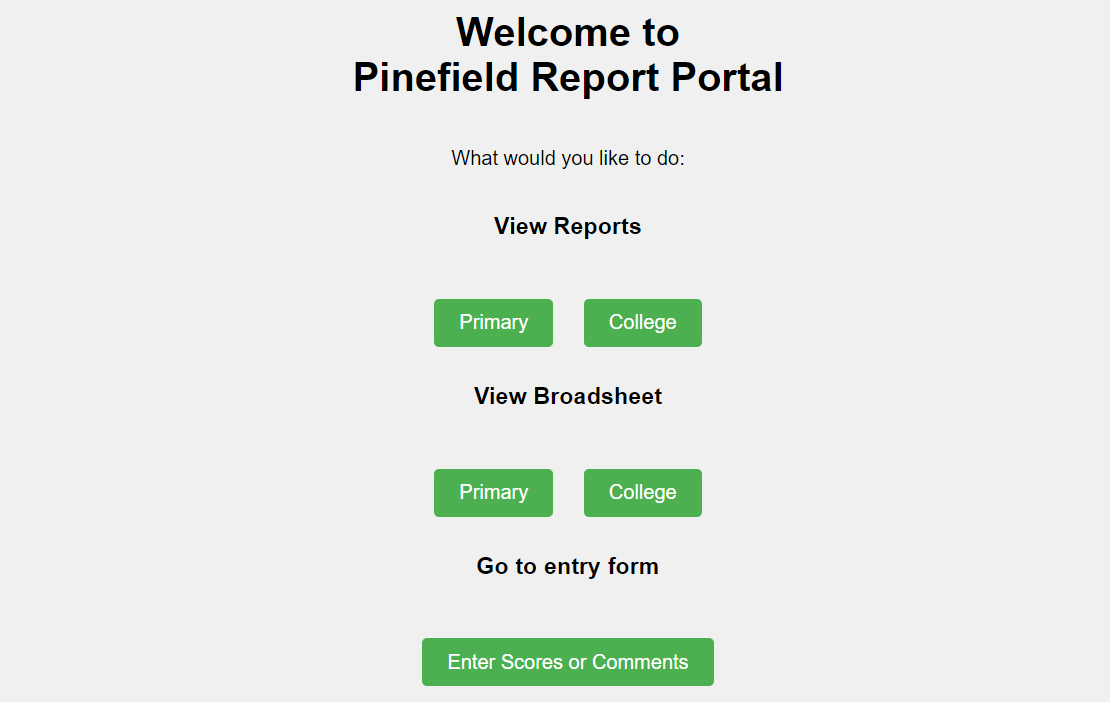 Welcome to
Pinefield Report Portal
What would you like to do:
View Reports
Primary College
View Broadsheet
Primary College
Go to entry form
Enter Scores or Comments